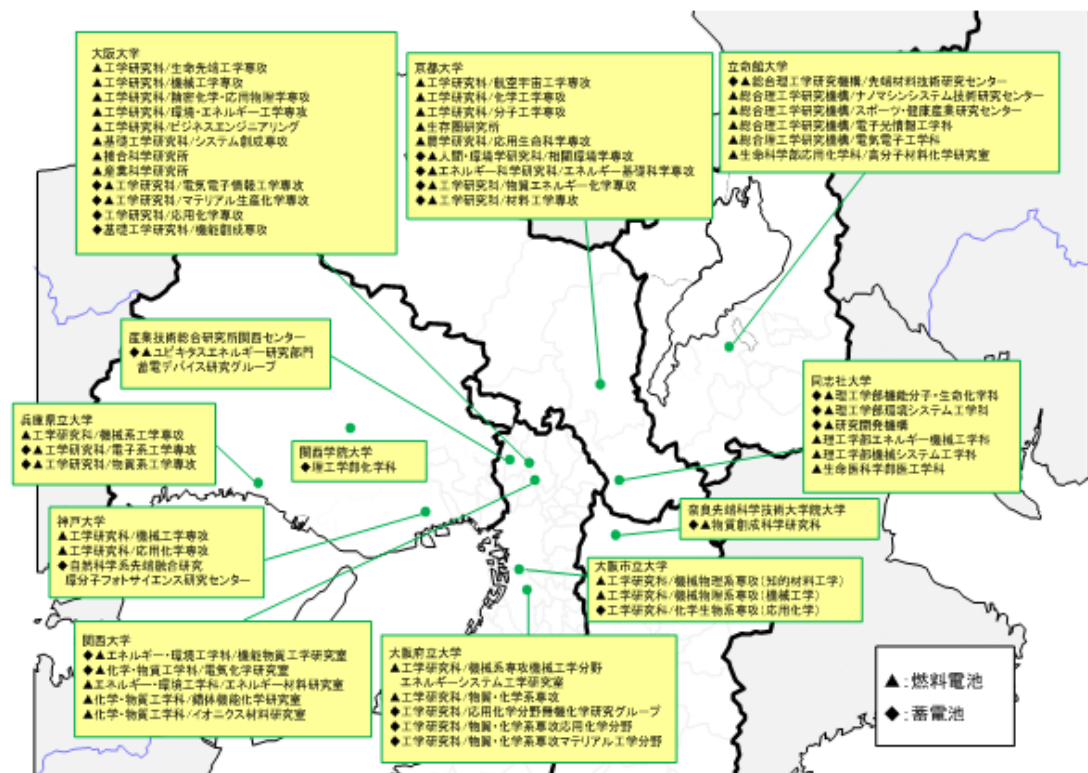 大阪大学
▲工学研究科/生命先端工学専攻
▲工学研究科/機械工学専攻
▲工学研究科/精密化学・応用物理学専攻
▲工学研究科/環境・エネルギー工学専攻
▲工学研究科/ビジネスエンジニアリング
▲基礎工学研究科/システム創成専攻
▲接合科学研究所
▲産業科学研究所
◆▲工学研究科/電気電子情報工学専攻
◆▲工学研究科/マテリアル生産化学専攻
◆工学研究科/応用化学専攻
◆基礎工学研究科/機能創成専攻
京都大学
▲工学研究科/航空宇宙工学専攻
▲工学研究科/化学工学専攻
▲工学研究科/分子工学専攻
▲生存圏研究所
▲農学研究科/応用生命科学専攻
◆▲人間・環境学研究科/相関環境学専攻
◆▲エネルギー科学研究科/エネルギー基礎科学専攻
◆▲工学研究科/物質エネルギー化学専攻
◆▲工学研究科/材料工学専攻
立命館大学
◆▲総合理工学研究機構/先端材料技術研究センター
▲総合理工学研究機構/ナノマシンシステム技術研究センター
▲総合理工学研究機構/スポーツ・健康産業研究センター
▲総合理工学研究機構/電子光情報工学科
▲総合理工学研究機構/電気電子工学科
▲生命科学部応用化学科/高分子材料化学研究室
産業技術総合研究所関西センター
◆▲ユビキタスエネルギー研究部門
蓄電デバイス研究グループ
兵庫県立大学
▲工学研究科/機械系工学専攻
◆▲工学研究科/電子系工学専攻
◆▲工学研究科/物質系工学専攻
関西学院大学
◆理工学部化学科
同志社大学
◆▲理工学部機能分子・生命化学科
◆▲理工学部環境システム工学科
◆▲研究開発機構
▲理工学部エネルギー機械工学科
▲理工学部機械システム工学科
▲生命医科学部医工学科
神戸大学
▲工学研究科/機械工学専攻
▲工学研究科/応用化学専攻
◆自然科学系先端融合研究
環分子フォトサイエンス研究センター
奈良先端科学技術大学院大学
◆▲物質創成科学研究科
大阪市立大学
▲工学研究科/機械物理系専攻(知的材料工学)
▲工学研究科/機械物理系専攻(機械工学)
◆工学研究科/化学生物系専攻(応用化学)
関西大学
◆▲エネルギー・環境工学科/機能物質工学研究室
◆▲化学・物質工学科/電気化学研究室
▲エネルギー・環境工学科/エネルギー材料研究室
▲化学・物質工学科/錯体機能化学研究室
▲化学・物質工学科/イオニクス材料研究室
大阪府立大学
▲工学研究科/機械系専攻機械工学分野
エネルギーシステム工学研究室
▲工学研究科/物質・化学系専攻
◆工学研究科/応用化学分野無機化学研究グループ
◆工学研究科/物質・化学系専攻応用化学分野
◆工学研究科/物質・化学系専攻マテリアル工学分野
▲:燃料電池
◆:蓄電池